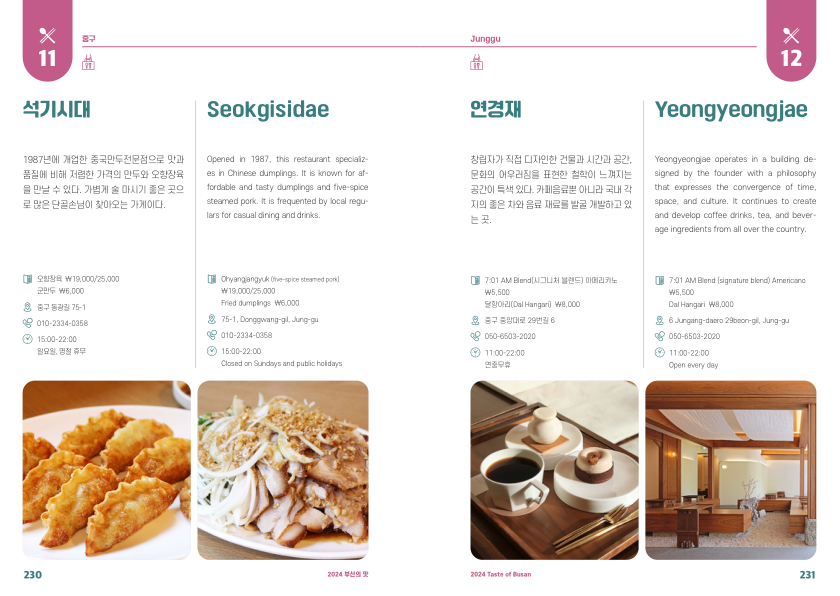 11
중구
석기시대
1987년에 개업한 중국만두전문점으로 맛과
품질에 비해 저렴한 가격의 만두와 오향장육
을 만날 수 있다. 가볍게 술 마시기 좋은 곳으
로 많은 단골손님이 찾아오는 가게이다.
오향장육 ₩19,000/25,000
군만두 ₩6,000
중구 동광길 75-1
010-2334-0358
15:00-22:00
일요일, 명절 휴무
Seokgisidae
Opened in 1987, this restaurant specializ-
es in Chinese dumplings. It is known for af-
fordable and tasty dumplings and five-spice
steamed pork. It is frequented by local regu-
lars for casual dining and drinks.
Ohyangjangyuk (five-spice steamed pork)
₩19,000/25,000
Fried dumplings ₩6,000
75-1, Donggwang-gil, Jung-gu
010-2334-0358
15:00-22:00
Closed on Sundays and public holidays
230
2024 부산의 맛
Junggu
12
연경재
창립자가 직접 디자인한 건물과 시간과 공간,
문화의 어우러짐을 표현한 철학이 느껴지는
공간이 특색 있다. 카페음료뿐 아니라 국내 각
지의 좋은 차와 음료 재료를 발굴 개발하고 있
는 곳.
7:01 AM Blend(시그니처 블렌드) 아메리카노
₩5,500
달항아리(Dal Hangari) ₩8,000
중구 중앙대로 29번길 6
050-6503-2020
11:00-22:00
연중무휴
Yeongyeongjae
Yeongyeongjae operates in a building de-
signed by the founder with a philosophy
that expresses the convergence of time,
space, and culture. It continues to create
and develop coffee drinks, tea, and bever-
age ingredients from all over the country.
7:01 AM Blend (signature blend) Americano
₩5,500
Dal Hangari ₩8,000
6 Jungang-daero 29beon-gil, Jung-gu
050-6503-2020
11:00-22:00
Open every day
2024 Taste of Busan
231